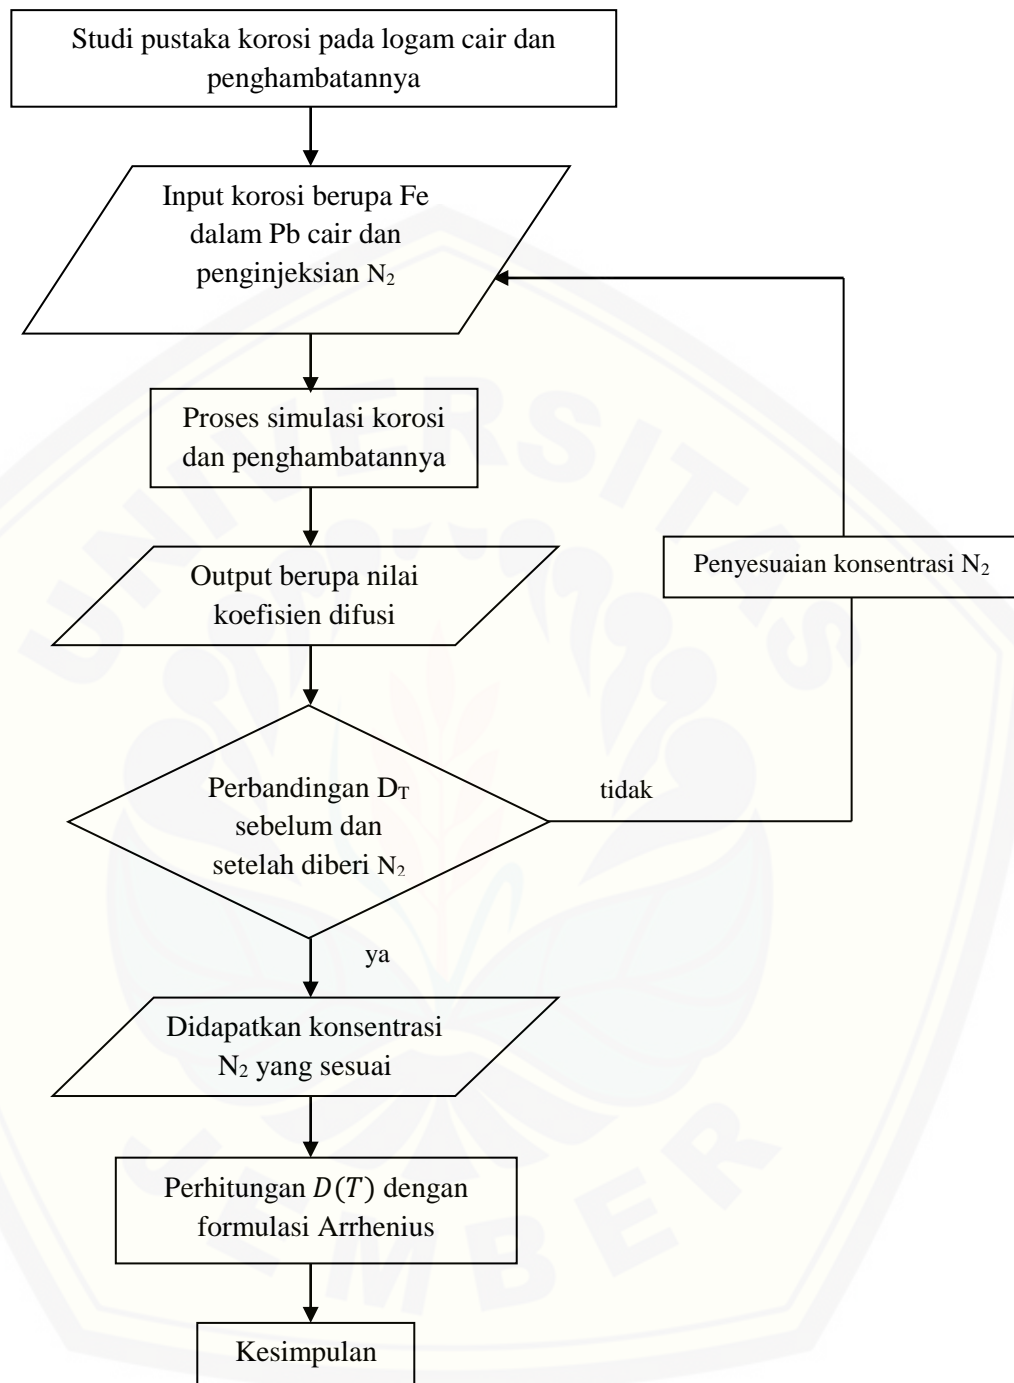 Studi pustaka korosi pada logam cair dan
penghambatannya
Input korosi berupa Fe
dalam Pb cair dan
penginjeksian N₂
Proses simulasi korosi
dan penghambatannya
Output berupa nilai
koefisien difusi
Penyesuaian konsentrasi N₂
Perbandingan D_T
sebelum dan
setelah diberi N₂
tidak
ya
Didapatkan konsentrasi
N₂ yang sesuai
Perhitungan D(T) dengan
formulasi Arrhenius
Kesimpulan
UNIVERSITAS
JEMBER